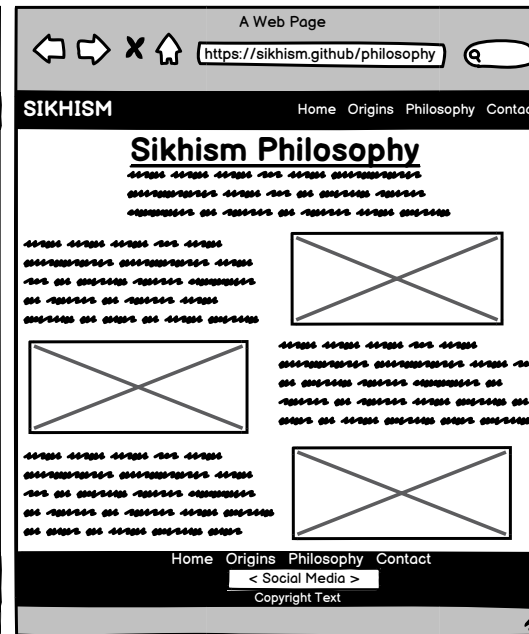 A Web Page
https://sikhism.github/philosophy
SIKHISM Home Origins Philosophy Contac
Sikhism Philosophy
Home Origins Philosophy Contact
< Social Media >
Copyright Text